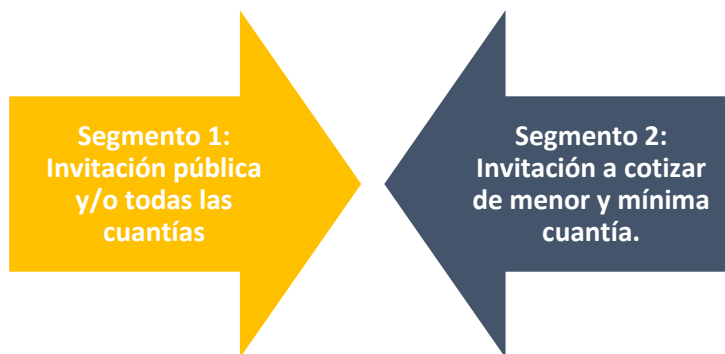 Segmento 1:
Invitación pública
y/o todas las
cuantías
Segmento 2:
Invitación a cotizar
de menor y mínima
cuantía.